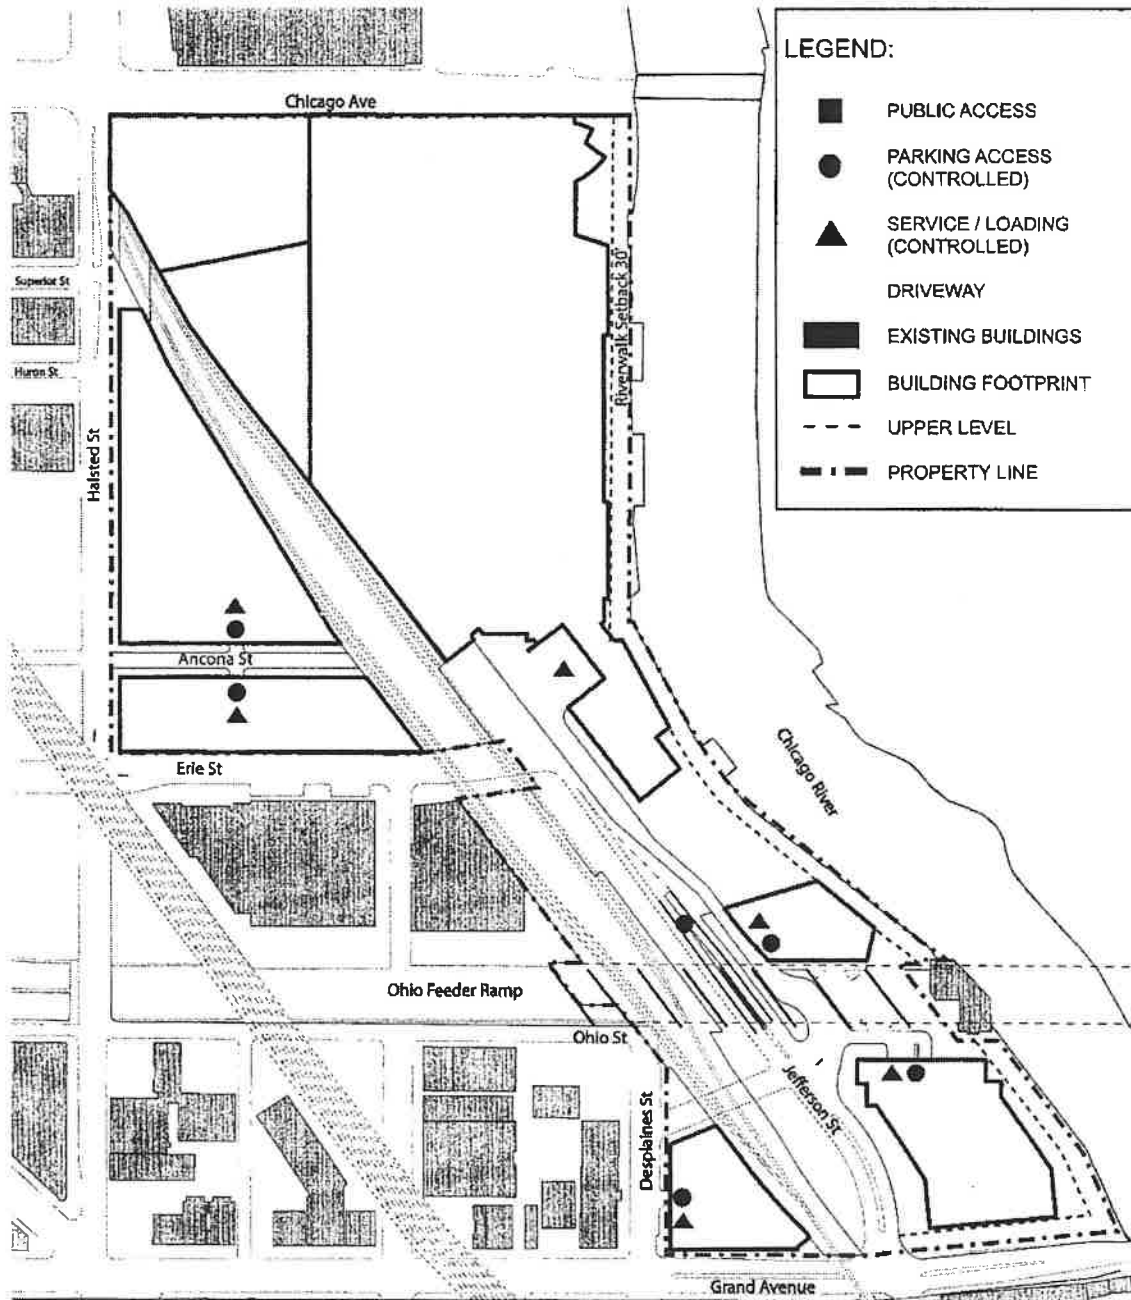 LEGEND:
PUBLIC ACCESS
PARKING ACCESS
(CONTROLLED)
SERVICE / LOADING
(CONTROLLED)
DRIVEWAY
EXISTING BUILDINGS
BUILDING FOOTPRINT
UPPER LEVEL
PROPERTY LINE
Chicago Ave
Superior St
Huron St
Halsted St
Riverwalk Setback 30'
Ancona St
Erie St
Chicago River
Ohio Feeder Ramp
Ohio St
Jefferson St
Desplaines St
Grand Avenue